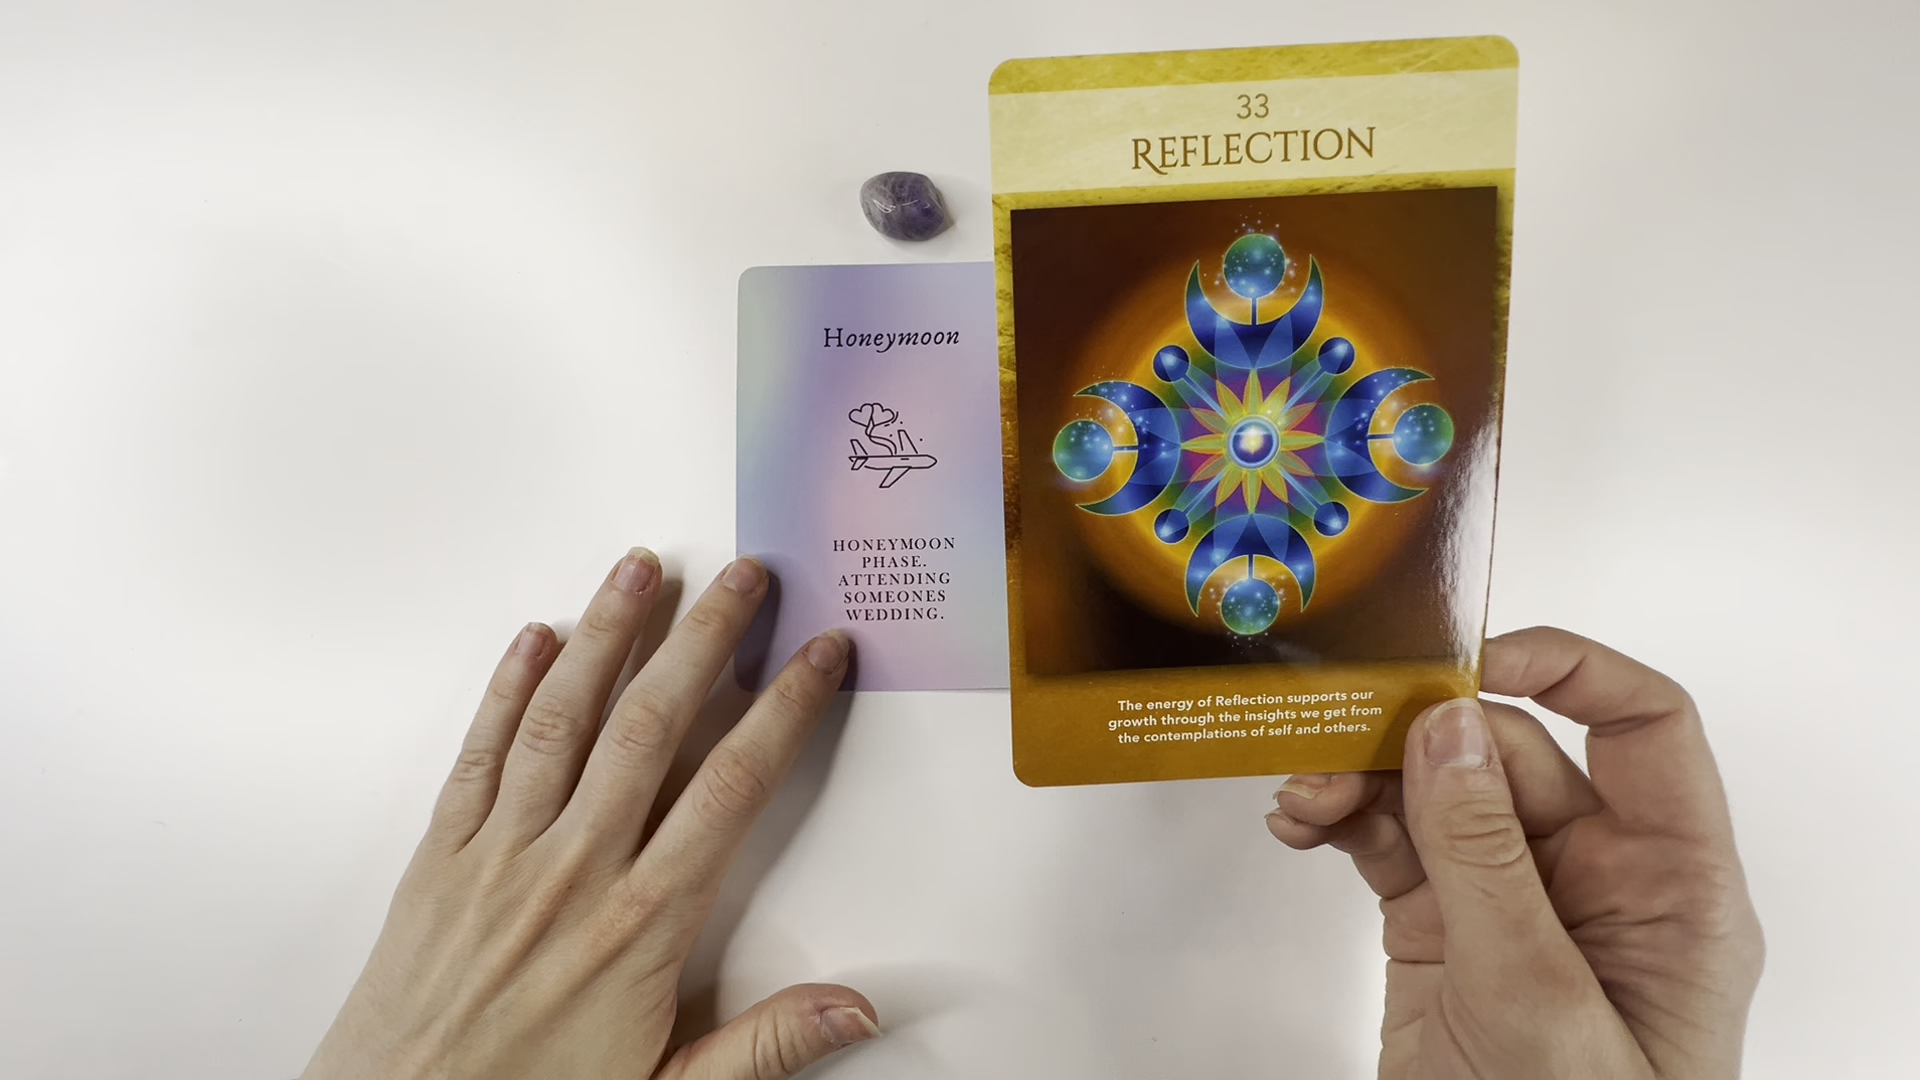 Honeymoon
HONEYMOON
PHASE.
ATTENDING
SOMEONES
WEDDING.
33
REFLECTION
The energy of Reflection supports our
growth through the insights we get from
the contemplations of self and others.